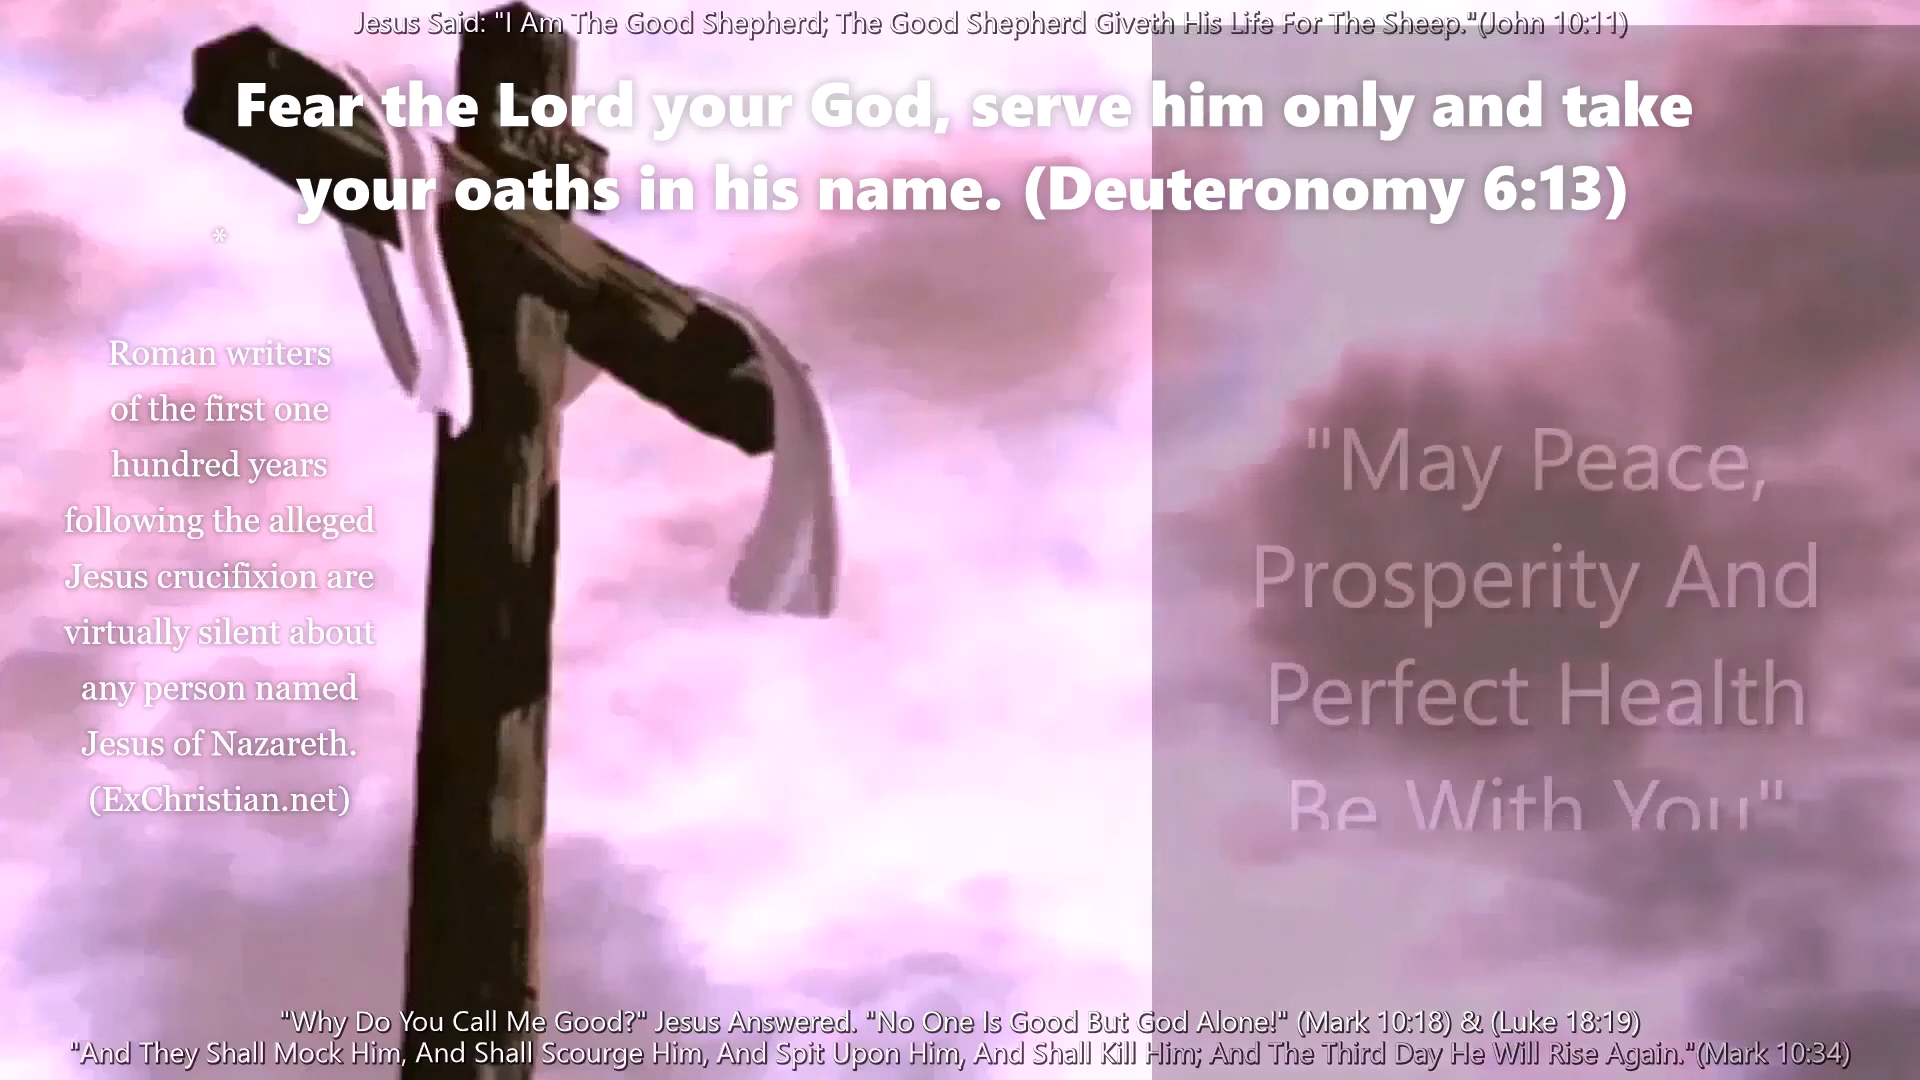 Jesus Said: "I Am The Good Shepherd; The Good Shepherd Giveth His Life For The Sheep."(John 10:11)
Fear the Lord your God, serve him only and take
your oaths in his name. (Deuteronomy 6:13)
*
Roman writers
of the first one
hundred years
following the alleged
Jesus crucifixion are
virtually silent about
any person named
Jesus of Nazareth.
(ExChristian.net)
"May Peace,
Prosperity And
Perfect Health
Be With You"
"Why Do You Call Me Good?" Jesus Answered. "No One Is Good But God Alone!" (Mark 10:18) & (Luke 18:19)
"And They Shall Mock Him, And Shall Scourge Him, And Spit Upon Him, And Shall Kill Him; And The Third Day He Will Rise Again."(Mark 10:34)